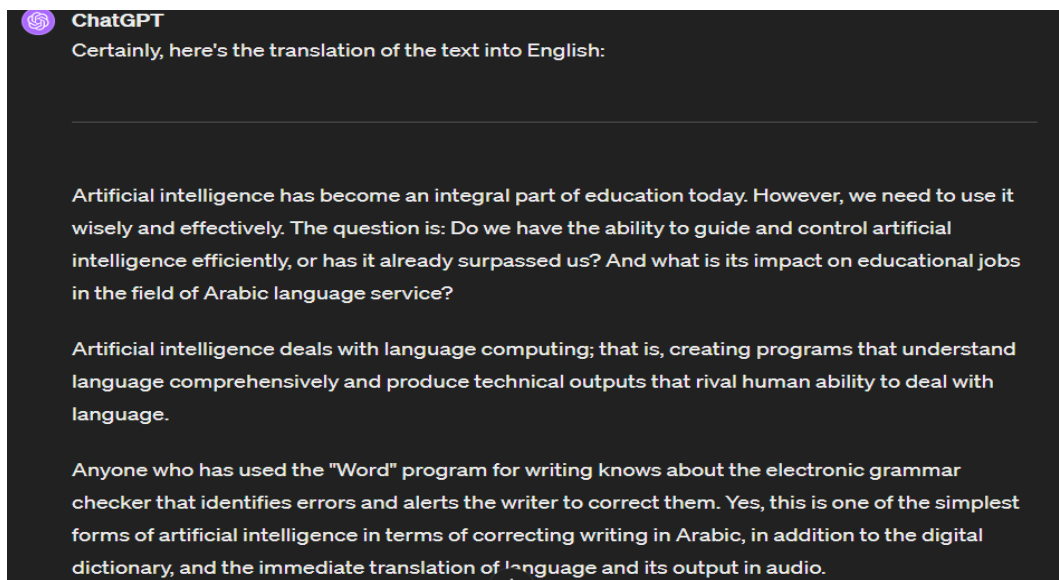 ChatGPT
Certainly, here's the translation of the text into English:
Artificial intelligence has become an integral part of education today. However, we need to use it
wisely and effectively. The question is: Do we have the ability to guide and control artificial
intelligence efficiently, or has it already surpassed us? And what is its impact on educational jobs
in the field of Arabic language service?
Artificial intelligence deals with language computing; that is, creating programs that understand
language comprehensively and produce technical outputs that rival human ability to deal with
language.
Anyone who has used the "Word" program for writing knows about the electronic grammar
checker that identifies errors and alerts the writer to correct them. Yes, this is one of the simplest
forms of artificial intelligence in terms of correcting writing in Arabic, in addition to the digital
dictionary, and the immediate translation of language and its output in audio.